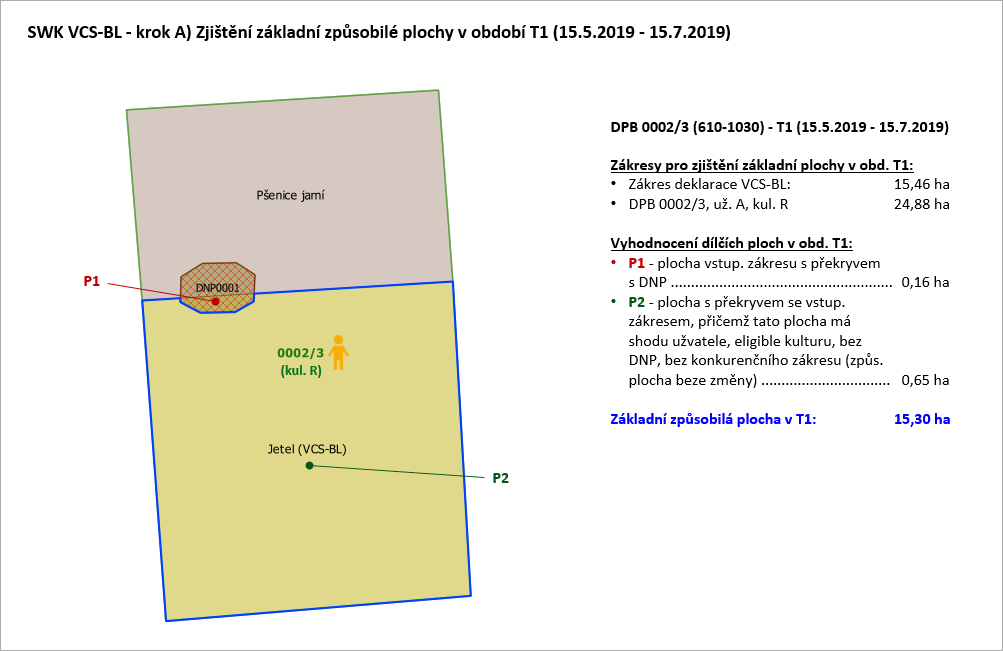 SWK VCS-BL - krok A) Zjištění základní způsobilé plochy v období T1 (15.5.2019 - 15.7.2019)
Pšenice jarní
DNP0001
P1
0002/3
(kul. R)
Jetel (VCS-BL)
P2
DPB 0002/3 (610-1030) - T1 (15.5.2019 - 15.7.2019)
Zákresy pro zjištění základní plochy v obd. T1:
• Zákres deklarace VCS-BL: 15,46 ha
• DPB 0002/3, už. A, kul. R 24,88 ha
Vyhodnocení dílčích ploch v obd. T1:
• P1 - plocha vstup. zákresu s překryvem
s DNP ....................................................... 0,16 ha
• P2 - plocha s překryvem se vstup.
zákresem, přičemž tato plocha má
shodu uživatele, eligible kulturu, bez
DNP, bez konkurenčního zákresu (způs.
plocha beze změny) ................................ 0,65 ha
Základní způsobilá plocha v T1: 15,30 ha